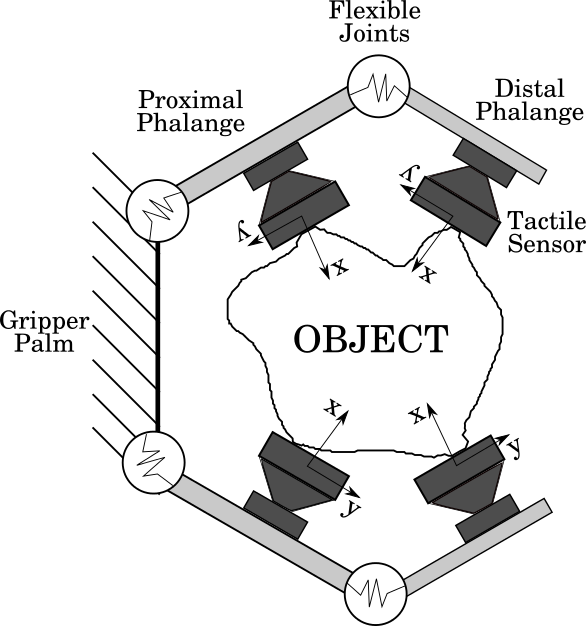 Flexible
Joints
Proximal
Phalange
Distal
Phalange
y
y
Tactile
Sensor
x
x
Gripper
Palm
OBJECT
x
x
y
y